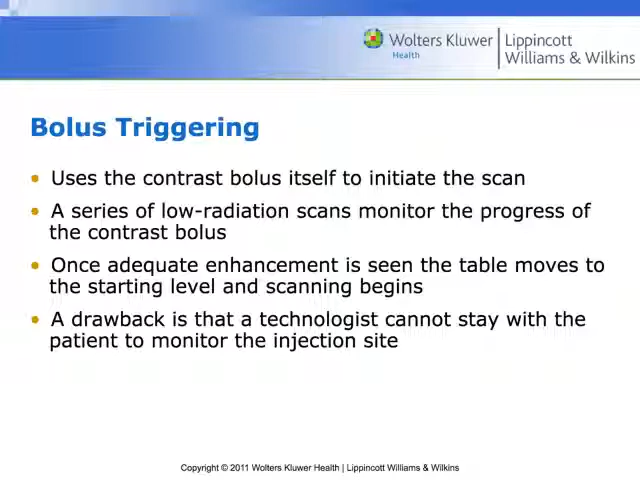 Wolters Kluwer
Health
Lippincott
Williams & Wilkins
Bolus Triggering
• Uses the contrast bolus itself to initiate the scan
• A series of low-radiation scans monitor the progress of
the contrast bolus
• Once adequate enhancement is seen the table moves to
the starting level and scanning begins
• A drawback is that a technologist cannot stay with the
patient to monitor the injection site
Copyright © 2011 Wolters Kluwer Health | Lippincott Williams & Wilkins